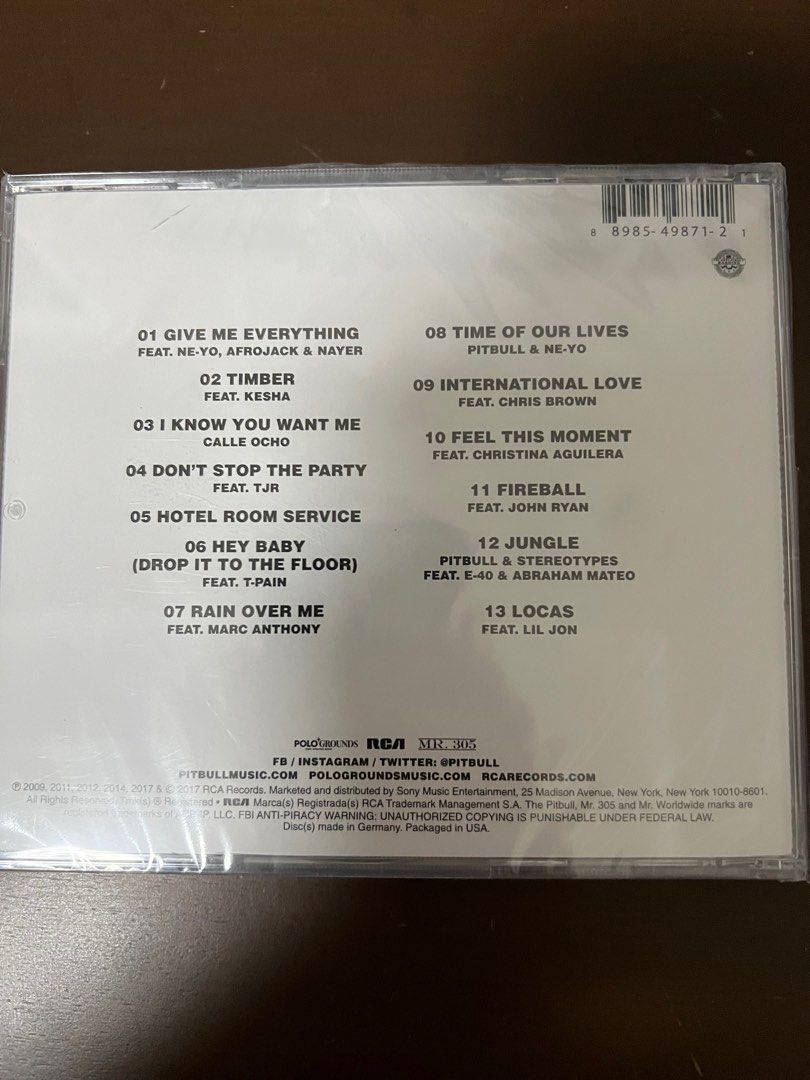 8 8985-49871-2 1
01 GIVE ME EVERYTHING
FEAT. NE-YO, AFROJACK & NAYER
02 TIMBER
FEAT. KESHA
03 I KNOW YOU WANT ME
CALLE OCHO
04 DON'T STOP THE PARTY
FEAT. TJR
05 HOTEL ROOM SERVICE
06 HEY BABY
(DROP IT TO THE FLOOR)
FEAT. T-PAIN
07 RAIN OVER ME
FEAT. MARC ANTHONY
08 TIME OF OUR LIVES
PITBULL & NE-YO
09 INTERNATIONAL LOVE
FEAT. CHRIS BROWN
10 FEEL THIS MOMENT
FEAT. CHRISTINA AGUILERA
11 FIREBALL
FEAT. JOHN RYAN
12 JUNGLE
PITBULL & STEREOTYPES
FEAT. E-40 & ABRAHAM MATEO
13 LOCAS
FEAT. LIL JON
POLO GROUNDS RCA MR. 305
FB / INSTAGRAM / TWITTER: @PITBULL
PITBULLMUSIC.COM POLOGROUNDSMUSIC.COM RCARECORDS.COM
℗ 2009, 2011, 2012, 2014, 2017 & © 2017 RCA Records. Marketed and distributed by Sony Music Entertainment, 25 Madison Avenue, New York, New York 10010-8601.
All Rights Reserved. Tmk(s) ® Registered • RCA Marca(s) Registrada(s) RCA Trademark Management S.A. The Pitbull, Mr. 305 and Mr. Worldwide marks are
registered trademarks of LLC. FBI ANTI-PIRACY WARNING: UNAUTHORIZED COPYING IS PUNISHABLE UNDER FEDERAL LAW.
Disc(s) made in Germany. Packaged in USA.